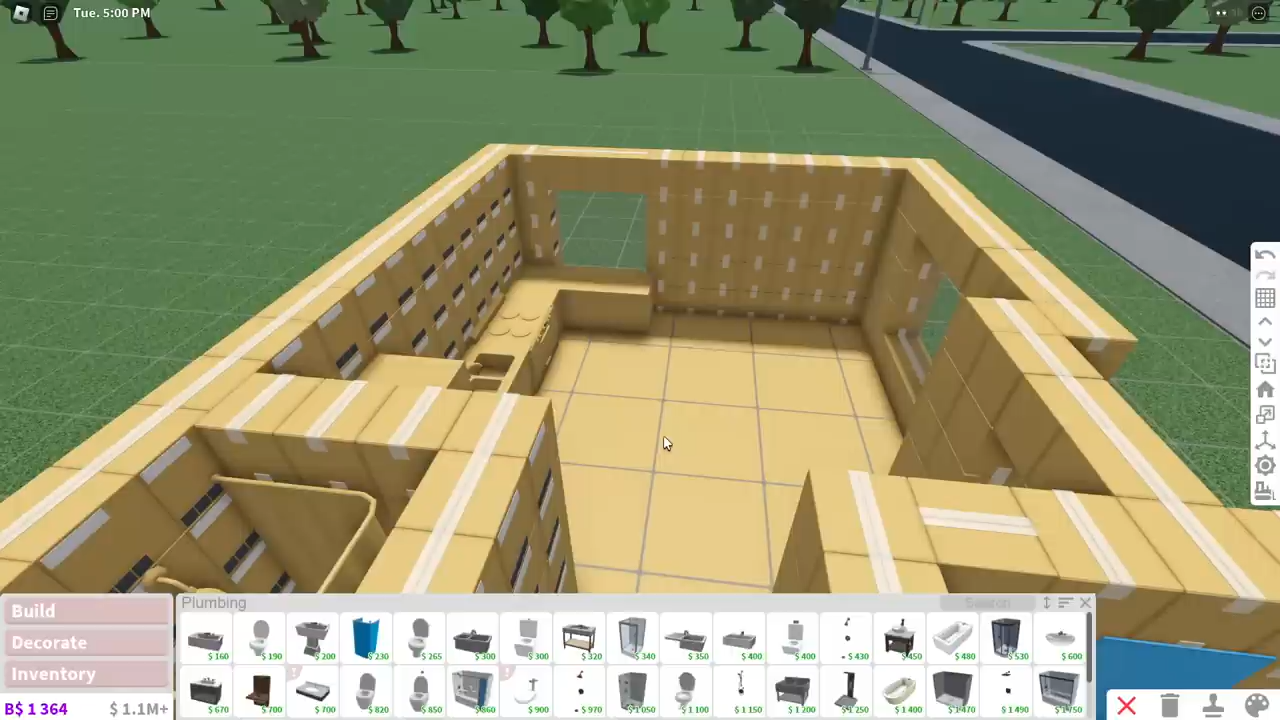 Tue. 5:00 PM
Build
Decorate
Inventory
B$ 1 364
$ 1.1M+
Plumbing
Search
$ 160
$ 190
$ 200
$ 230
$ 265
$ 300
$ 300
$ 320
$ 340
$ 350
$ 400
$ 400
$ 430
$ 450
$ 480
$ 530
$ 600
$ 670
$ 700
$ 700
$ 820
$ 850
$ 860
$ 900
$ 970
$ 1 050
$ 1 100
$ 1 150
$ 1 200
$ 1 250
$ 1 400
$ 1 470
$ 1 490
$ 1 750